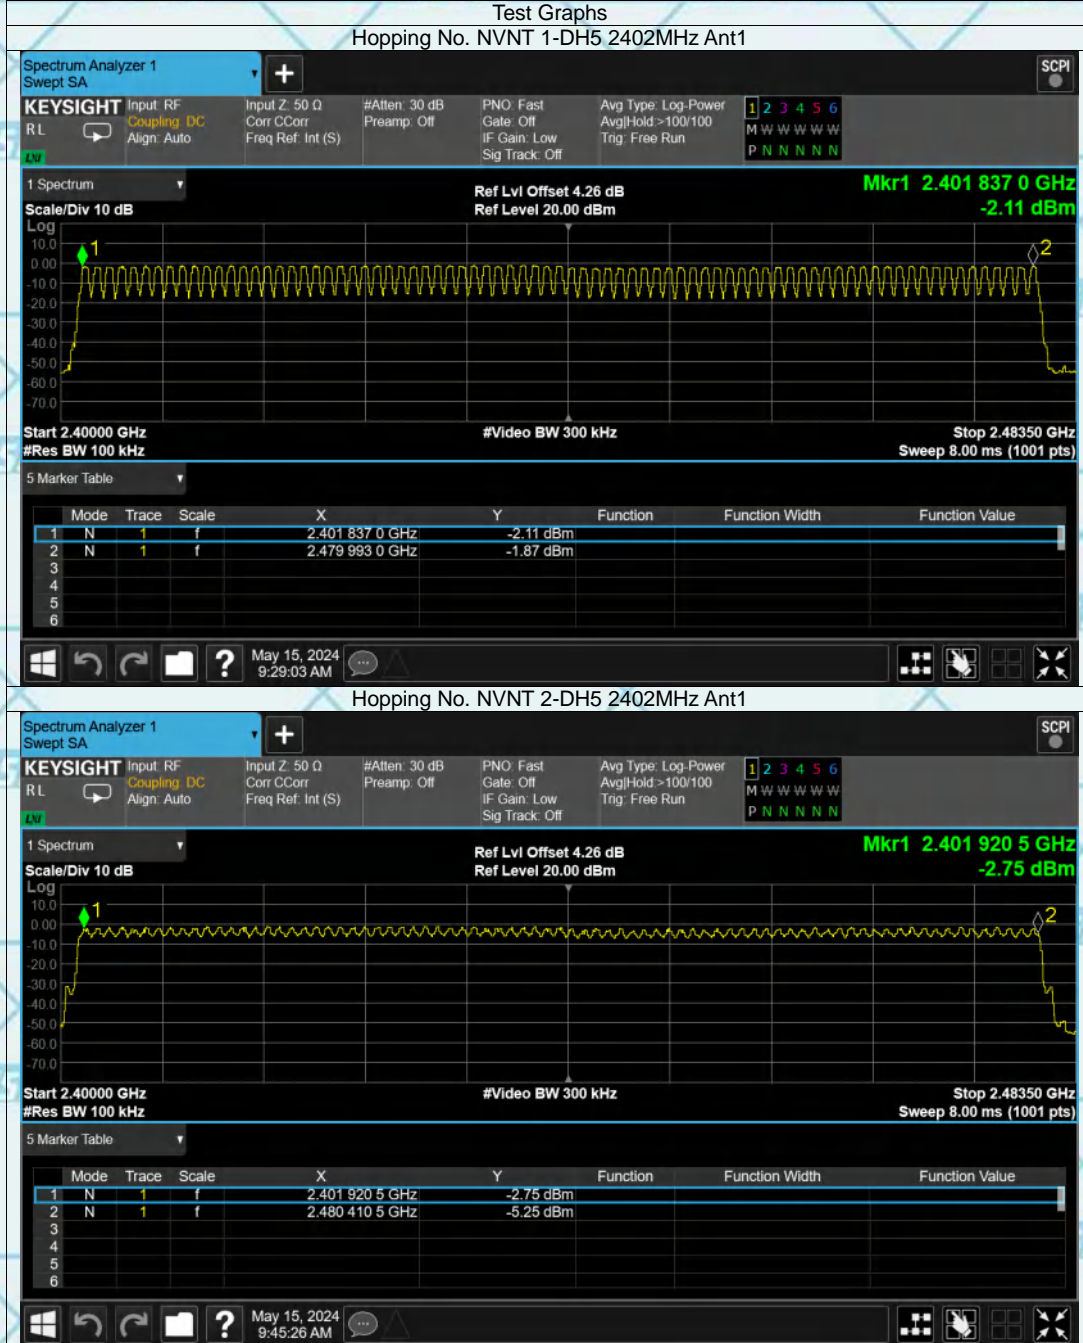 Test Graphs
Hopping No. NVNT 1-DH5 2402MHz Ant1
Spectrum Analyzer 1
Swept SA
+
SCPI
KEYSIGHT Input: RF Input Z: 50 Ω #Atten: 30 dB PNO: Fast Avg Type: Log-Power 1 2 3 4 5 6
RL Coupling: DC Corr CCorr Preamp: Off Gate: Off Avg|Hold:>100/100 M W W W W W
Align: Auto Freq Ref: Int (S) IF Gain: Low Trig: Free Run P N N N N N
LXI Sig Track: Off
1 Spectrum
Ref Lvl Offset 4.26 dB Mkr1 2.401 837 0 GHz
Scale/Div 10 dB Ref Level 20.00 dBm -2.11 dBm
Log
10.0
0.00
-10.0
-20.0
-30.0
-40.0
-50.0
-60.0
-70.0
1
2
Start 2.40000 GHz #Video BW 300 kHz Stop 2.48350 GHz
#Res BW 100 kHz Sweep 8.00 ms (1001 pts)
5 Marker Table
Mode Trace Scale X Y Function Function Width Function Value
1 N 1 f 2.401 837 0 GHz -2.11 dBm
2 N 1 f 2.479 993 0 GHz -1.87 dBm
3
4
5
6
? May 15, 2024
9:29:03 AM
Hopping No. NVNT 2-DH5 2402MHz Ant1
Spectrum Analyzer 1
Swept SA
+
SCPI
KEYSIGHT Input: RF Input Z: 50 Ω #Atten: 30 dB PNO: Fast Avg Type: Log-Power 1 2 3 4 5 6
RL Coupling: DC Corr CCorr Preamp: Off Gate: Off Avg|Hold:>100/100 M W W W W W
Align: Auto Freq Ref: Int (S) IF Gain: Low Trig: Free Run P N N N N N
LXI Sig Track: Off
1 Spectrum
Ref Lvl Offset 4.26 dB Mkr1 2.401 920 5 GHz
Scale/Div 10 dB Ref Level 20.00 dBm -2.75 dBm
Log
10.0
0.00
-10.0
-20.0
-30.0
-40.0
-50.0
-60.0
-70.0
1
2
Start 2.40000 GHz #Video BW 300 kHz Stop 2.48350 GHz
#Res BW 100 kHz Sweep 8.00 ms (1001 pts)
5 Marker Table
Mode Trace Scale X Y Function Function Width Function Value
1 N 1 f 2.401 920 5 GHz -2.75 dBm
2 N 1 f 2.480 410 5 GHz -5.25 dBm
3
4
5
6
? May 15, 2024
9:45:26 AM